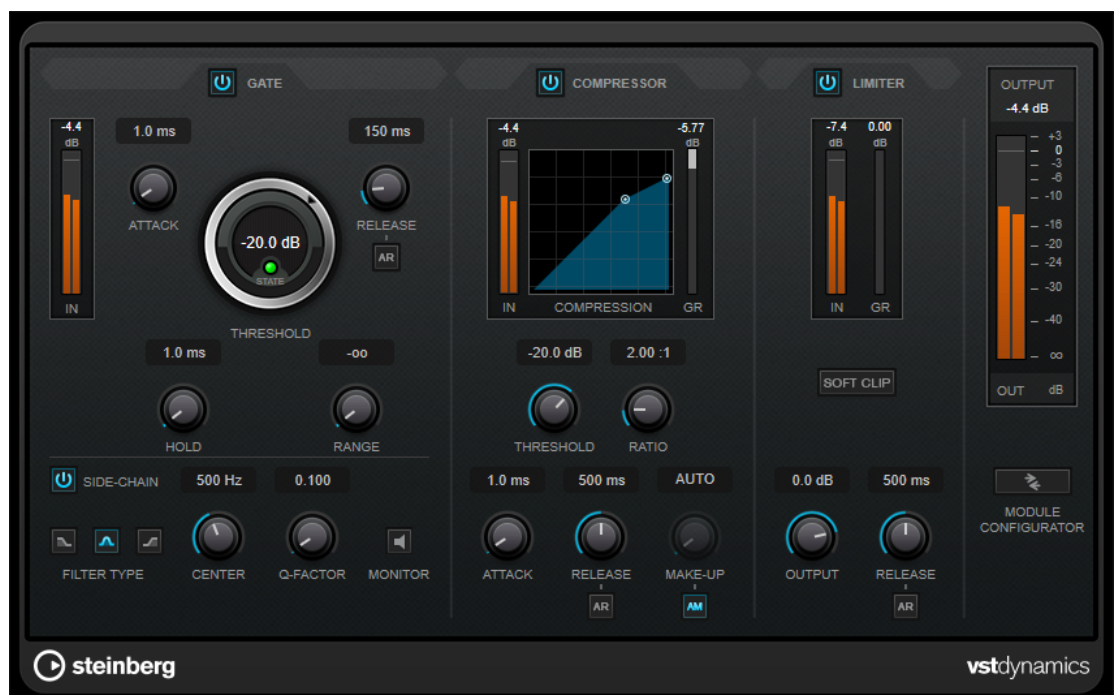 GATE
-4.4
dB
1.0 ms
150 ms
ATTACK
RELEASE
AR
-20.0 dB
STATE
IN
THRESHOLD
1.0 ms
-oo
HOLD
RANGE
SIDE-CHAIN
500 Hz
0.100
FILTER TYPE
CENTER
Q-FACTOR
MONITOR
COMPRESSOR
-4.4
dB
-5.77
dB
IN
COMPRESSION
GR
-20.0 dB
2.00 :1
THRESHOLD
RATIO
1.0 ms
500 ms
AUTO
ATTACK
RELEASE
MAKE-UP
AR
AM
LIMITER
-7.4
dB
0.00
dB
IN
GR
SOFT CLIP
0.0 dB
500 ms
OUTPUT
RELEASE
AR
OUTPUT
-4.4 dB
+3
0
-3
-6
-10
-16
-20
-24
-30
-40
oo
OUT dB
MODULE
CONFIGURATOR
steinberg
vstdynamics